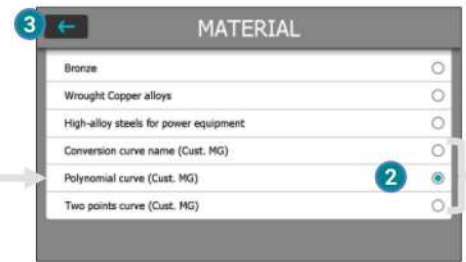 3 ← MATERIAL
Bronze
Wrought Copper alloys
High-alloy steels for power equipment
Conversion curve name (Cust. MG)
Polynomial curve (Cust. MG) 2
Two points curve (Cust. MG)